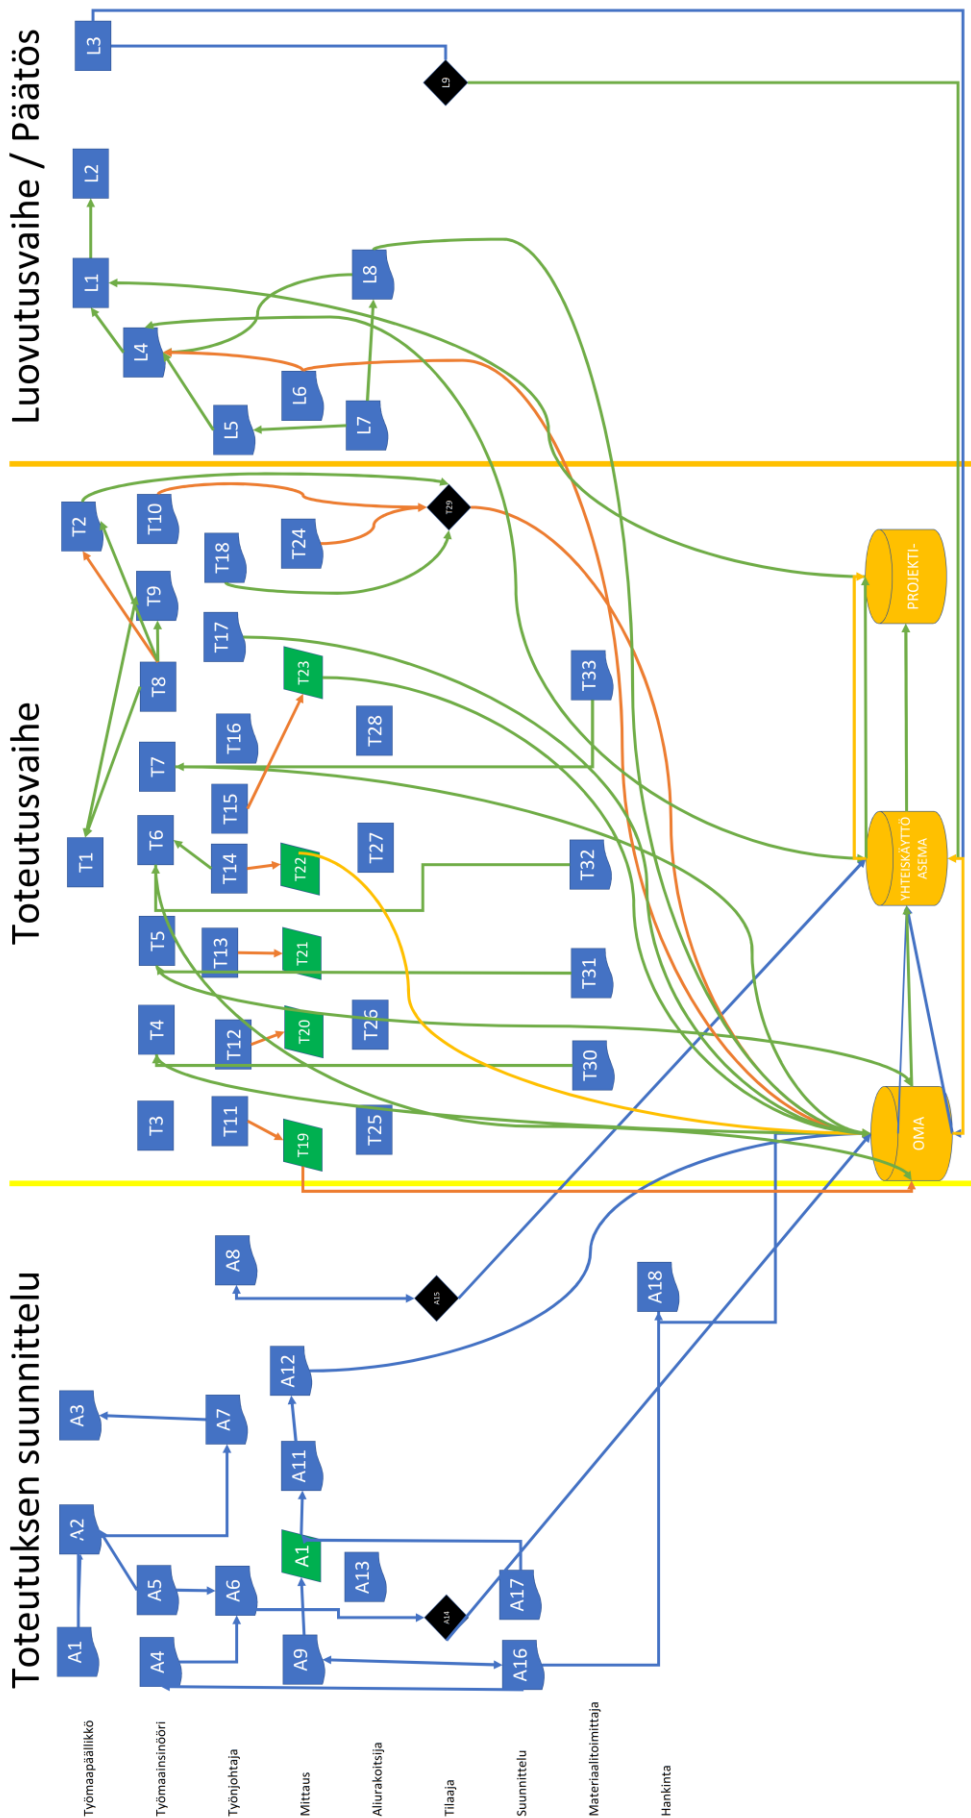 Toteutuksen suunnittelu
Toteutusvaihe
Luovutusvaihe / Päätös
Työmaapäällikkö
A1
A2
A3
T1
T2
L1
L2
L3
Työmaainsinööri
A4
A5
T3
T4
T5
T6
T7
T8
T9
T10
L4
Työnjohtaja
A6
A7
A8
T11
T12
T13
T14
T15
T16
T17
T18
L5
Mittaus
A9
A1
A11
A12
T19
T20
T21
T22
T23
T24
L6
Aliurakoitsija
A13
T25
T26
T27
T28
L7
L8
Tilaaja
A14
A15
T29
L9
Suunnittelu
A16
A17
Materiaalitoimittaja
T30
T31
T32
T33
Hankinta
A18
OMA
YHTEISKÄYTTÖ
ASEMA
PROJEKTI-